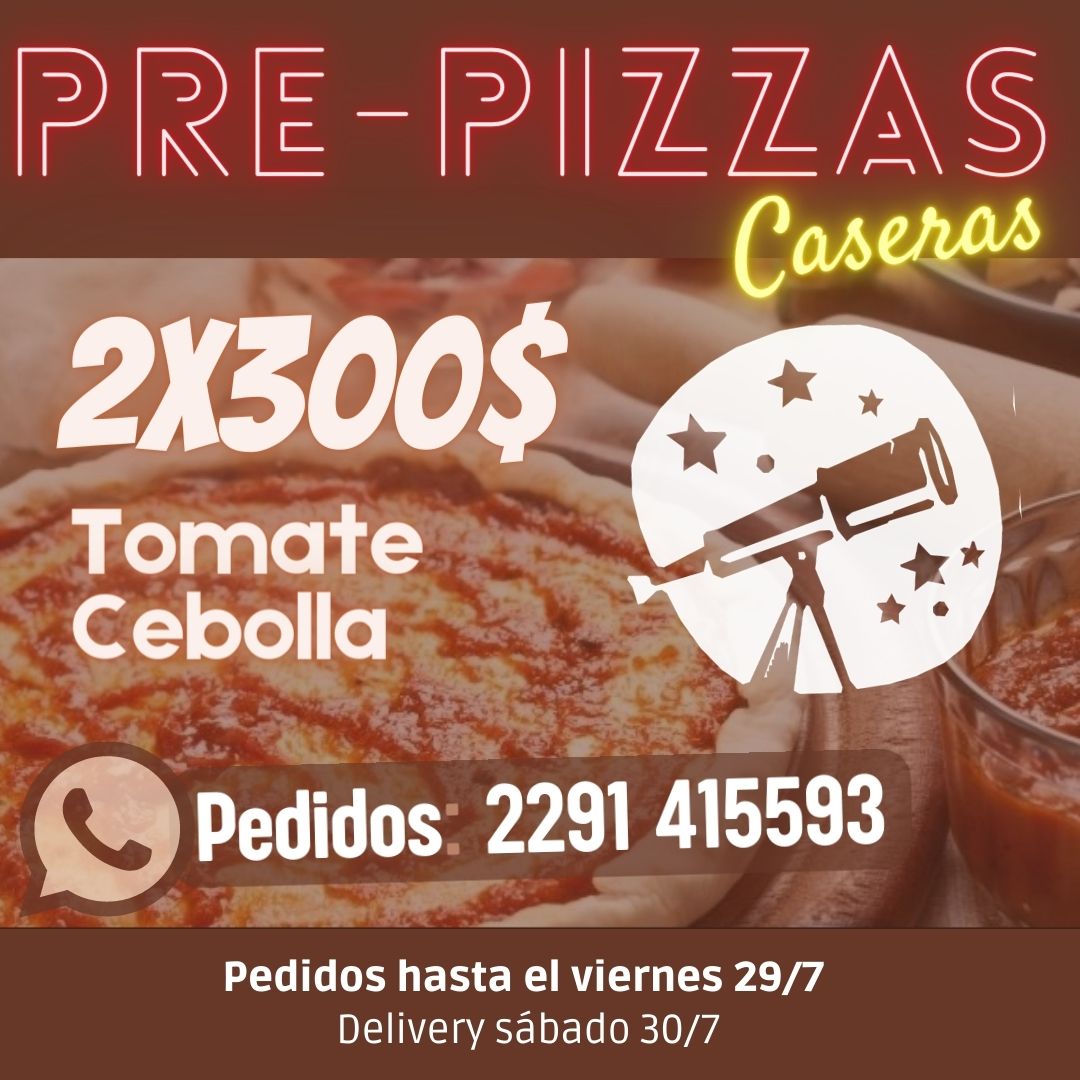 PRE-PIZZAS
Caseras
2X300$
Tomate
Cebolla
Pedidos: 2291 415593
Pedidos hasta el viernes 29/7
Delivery sábado 30/7